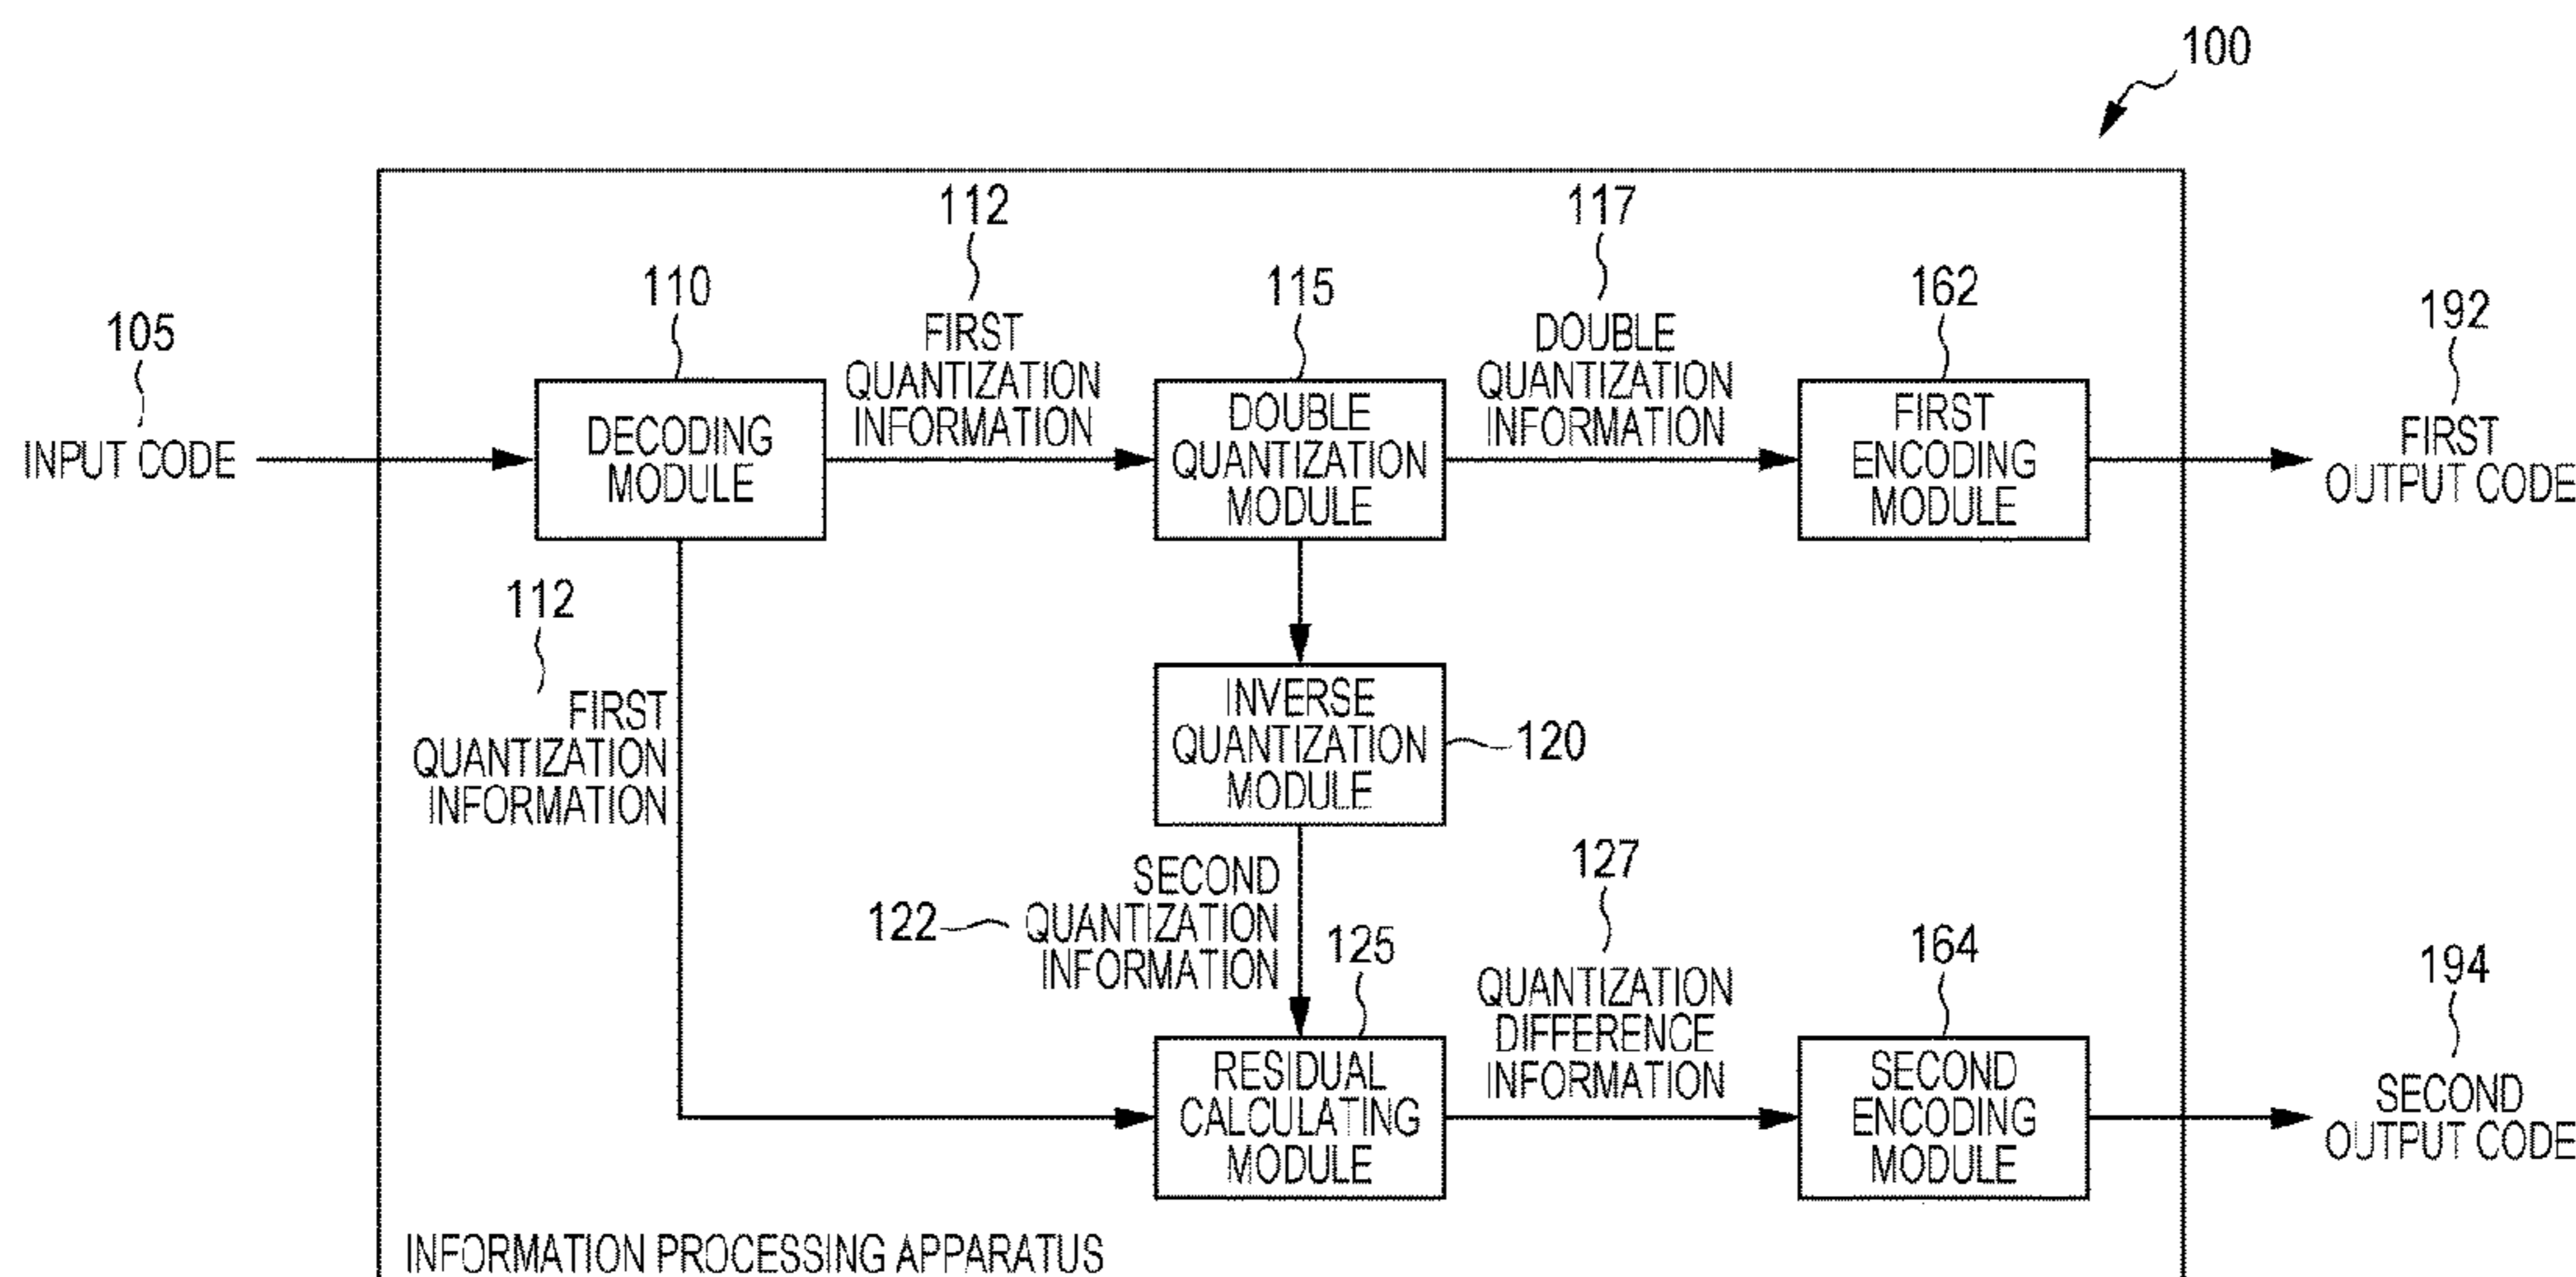 100
112
117
110
115
162
192
105
FIRST
QUANTIZATION
INFORMATION
DOUBLE
QUANTIZATION
INFORMATION
INPUT CODE
DECODING
MODULE
DOUBLE
QUANTIZATION
MODULE
FIRST
ENCODING
MODULE
FIRST
OUTPUT CODE
112
FIRST
QUANTIZATION
INFORMATION
INVERSE
QUANTIZATION
MODULE
120
122
SECOND
QUANTIZATION
INFORMATION
127
125
164
194
QUANTIZATION
DIFFERENCE
INFORMATION
RESIDUAL
CALCULATING
MODULE
SECOND
ENCODING
MODULE
SECOND
OUTPUT CODE
INFORMATION PROCESSING APPARATUS